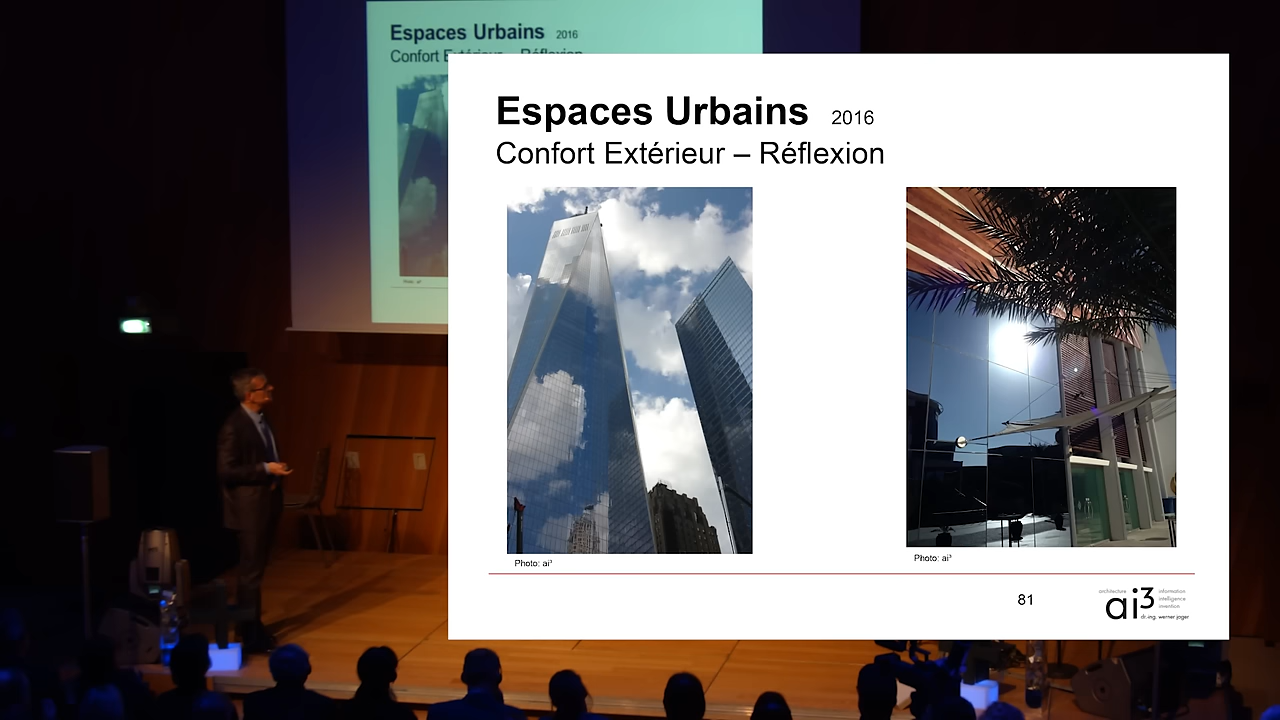 Espaces Urbains 2016
Confort Extérieur – Réflexion
Espaces Urbains 2016
Confort Extérieur – Réflexion
Photo: ai³
Photo: ai³
81
architecture
information
intelligence
invention
ai3
dr.-ing. werner jager